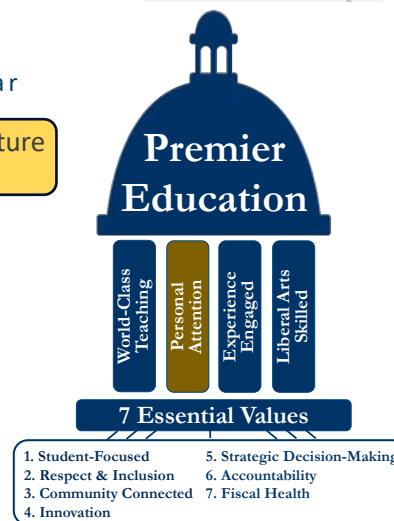 ar
ture
Premier
Education
World-Class
Teaching
Personal
Attention
Experience
Engaged
Liberal Arts
Skilled
7 Essential Values
1. Student-Focused
2. Respect & Inclusion
3. Community Connected
4. Innovation
5. Strategic Decision-Making
6. Accountability
7. Fiscal Health